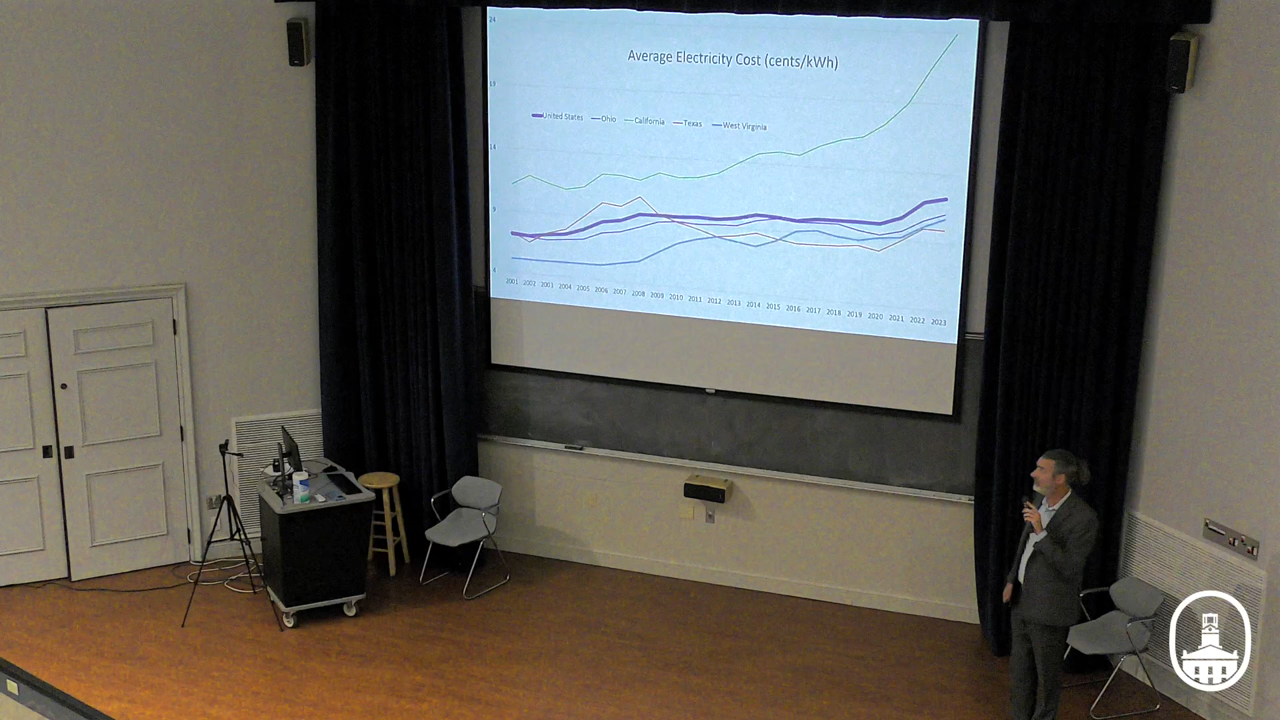 24
Average Electricity Cost (cents/kWh)
19
United States Ohio California Texas West Virginia
14
9
4
2001 2002 2003 2004 2005 2006 2007 2008 2009 2010 2011 2012 2013 2014 2015 2016 2017 2018 2019 2020 2021 2022 2023